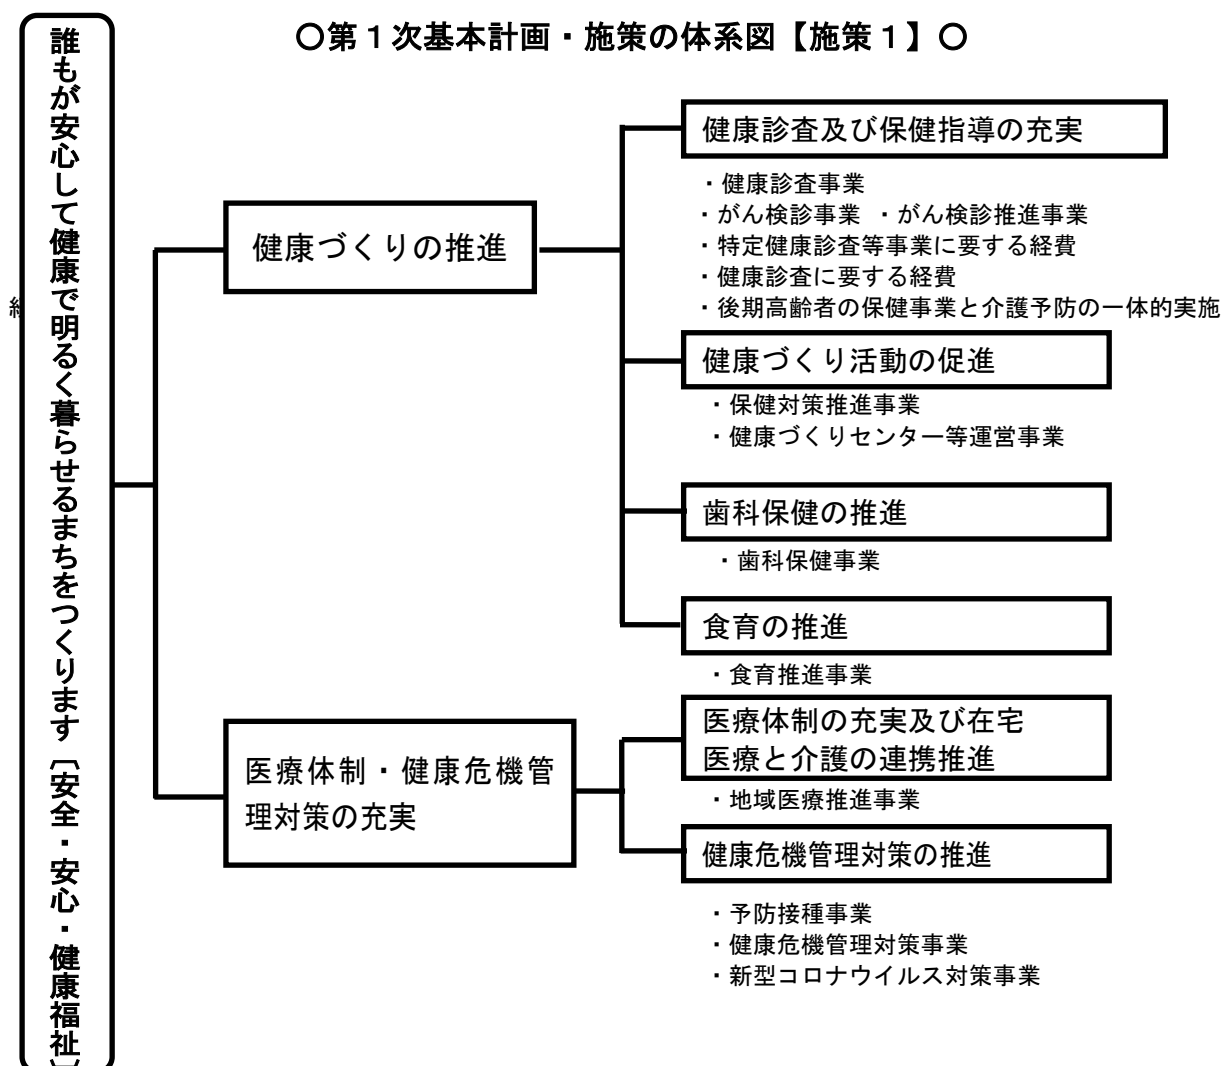 〇第1次基本計画・施策の体系図【施策1】〇
誰もが安心して健康で明るく暮らせるまちをつくります〔安全・安心・健康福祉〕
健康づくりの推進
健康診査及び保健指導の充実
・健康診査事業
・がん検診事業 ・がん検診推進事業
・特定健康診査等事業に要する経費
・健康診査に要する経費
・後期高齢者の保健事業と介護予防の一体的実施
健康づくり活動の促進
・保健対策推進事業
・健康づくりセンター等運営事業
歯科保健の推進
・歯科保健事業
食育の推進
・食育推進事業
医療体制・健康危機管
理対策の充実
医療体制の充実及び在宅
医療と介護の連携推進
・地域医療推進事業
健康危機管理対策の推進
・予防接種事業
・健康危機管理対策事業
・新型コロナウイルス対策事業